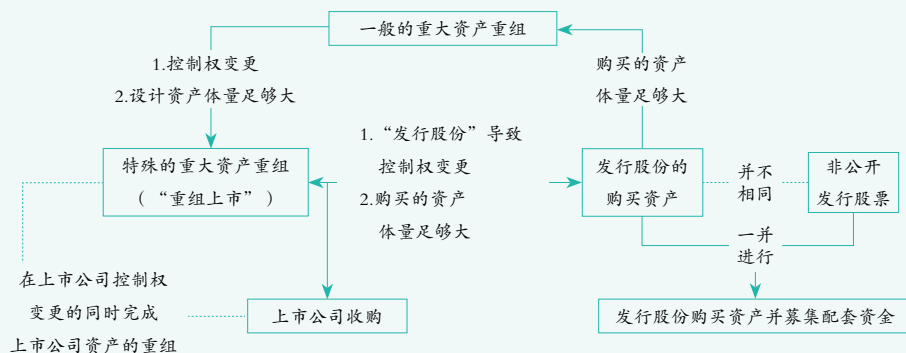 一般的重大资产重组
1.控制权变更
2.设计资产体量足够大
购买的资产
体量足够大
特殊的重大资产重组
（“重组上市”）
1.“发行股份”导致
控制权变更
2.购买的资产
体量足够大
发行股份的
购买资产
并不
相同
非公开
发行股票
一并
进行
在上市公司控制权
变更的同时完成
上市公司资产的重组
上市公司收购
发行股份购买资产并募集配套资金